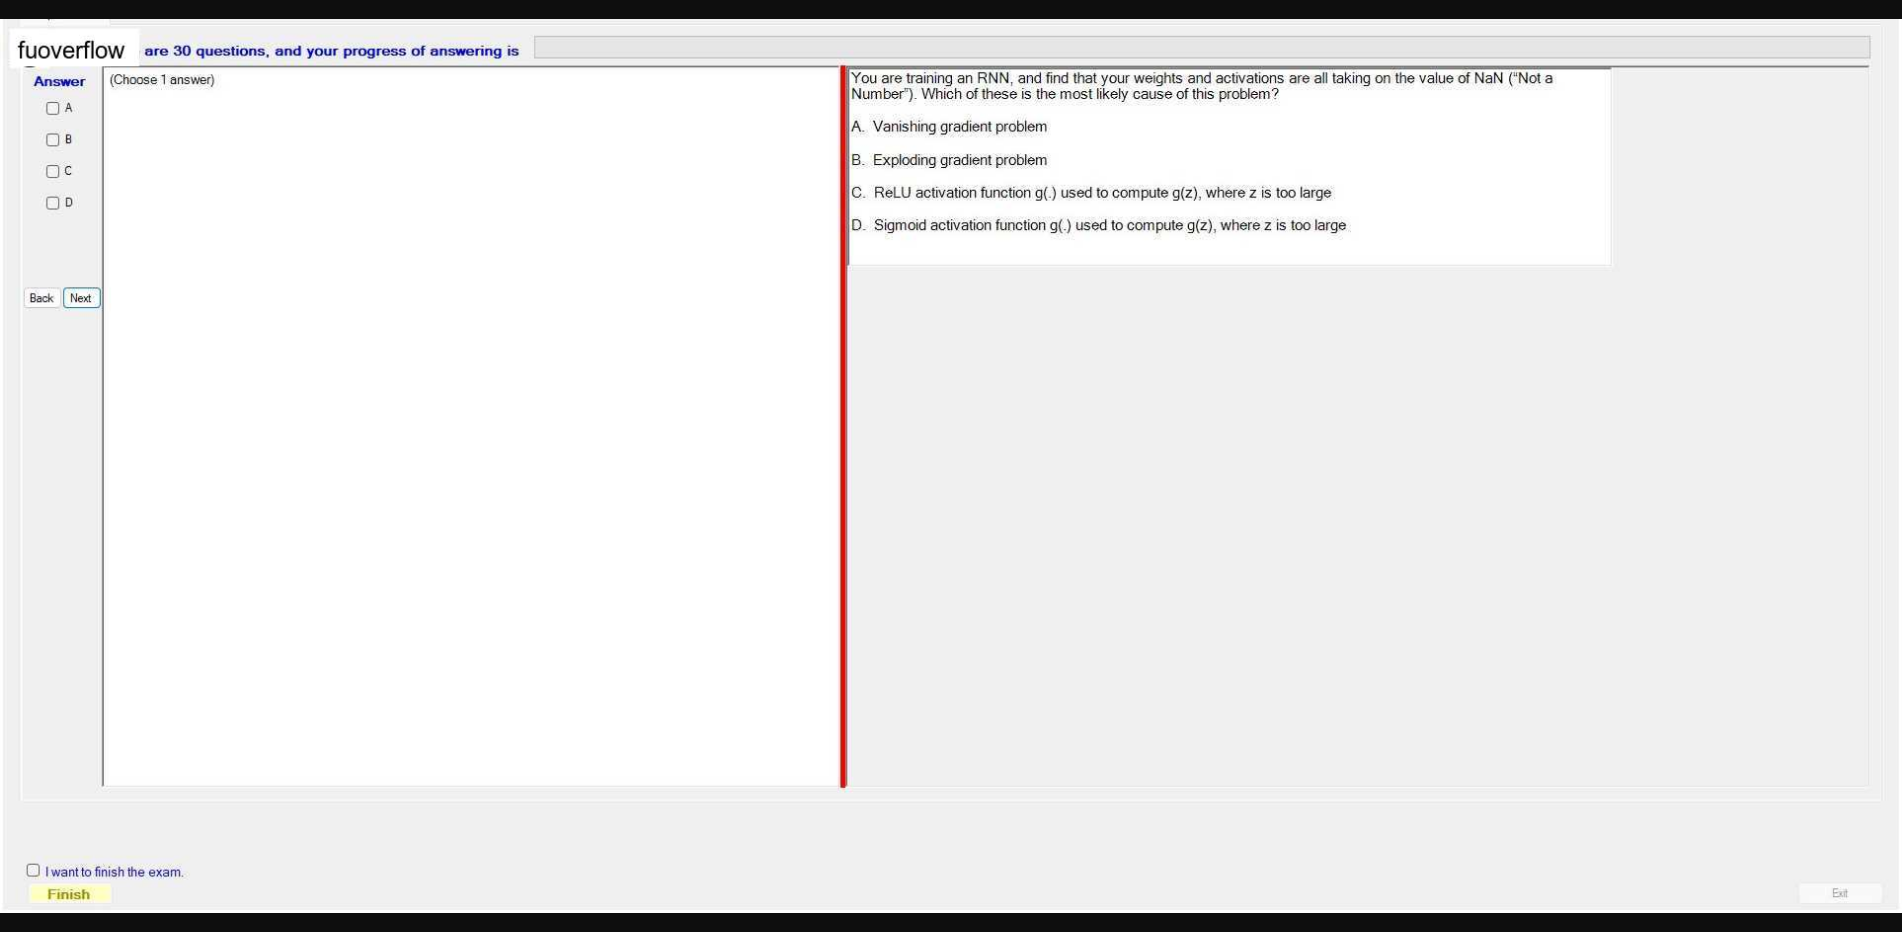 fuoverflow are 30 questions, and your progress of answering is
Answer
(Choose 1 answer)
A
B
C
D
Back Next
You are training an RNN, and find that your weights and activations are all taking on the value of NaN (“Not a
Number”). Which of these is the most likely cause of this problem?
A. Vanishing gradient problem
B. Exploding gradient problem
C. ReLU activation function g(.) used to compute g(z), where z is too large
D. Sigmoid activation function g(.) used to compute g(z), where z is too large
I want to finish the exam.
Finish
Exit